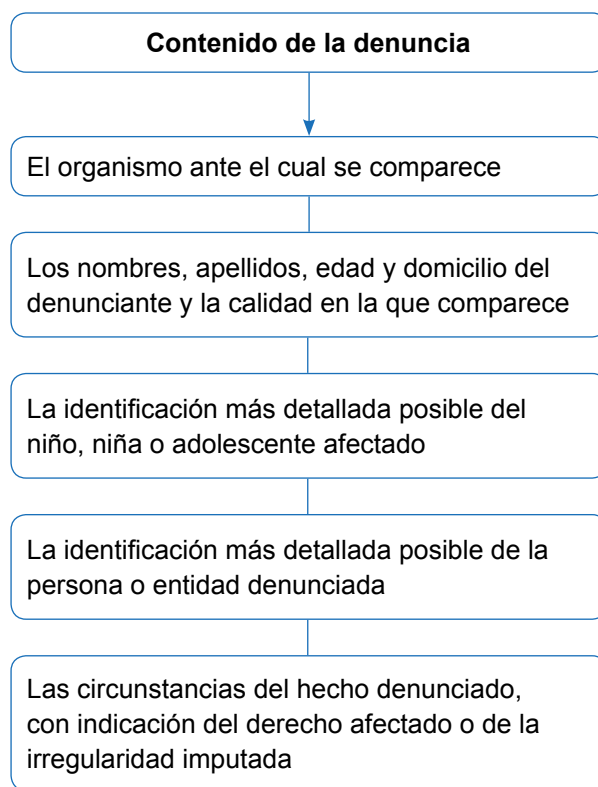 Contenido de la denuncia
El organismo ante el cual se comparece
Los nombres, apellidos, edad y domicilio del
denunciante y la calidad en la que comparece
La identificación más detallada posible del
niño, niña o adolescente afectado
La identificación más detallada posible de la
persona o entidad denunciada
Las circunstancias del hecho denunciado,
con indicación del derecho afectado o de la
irregularidad imputada